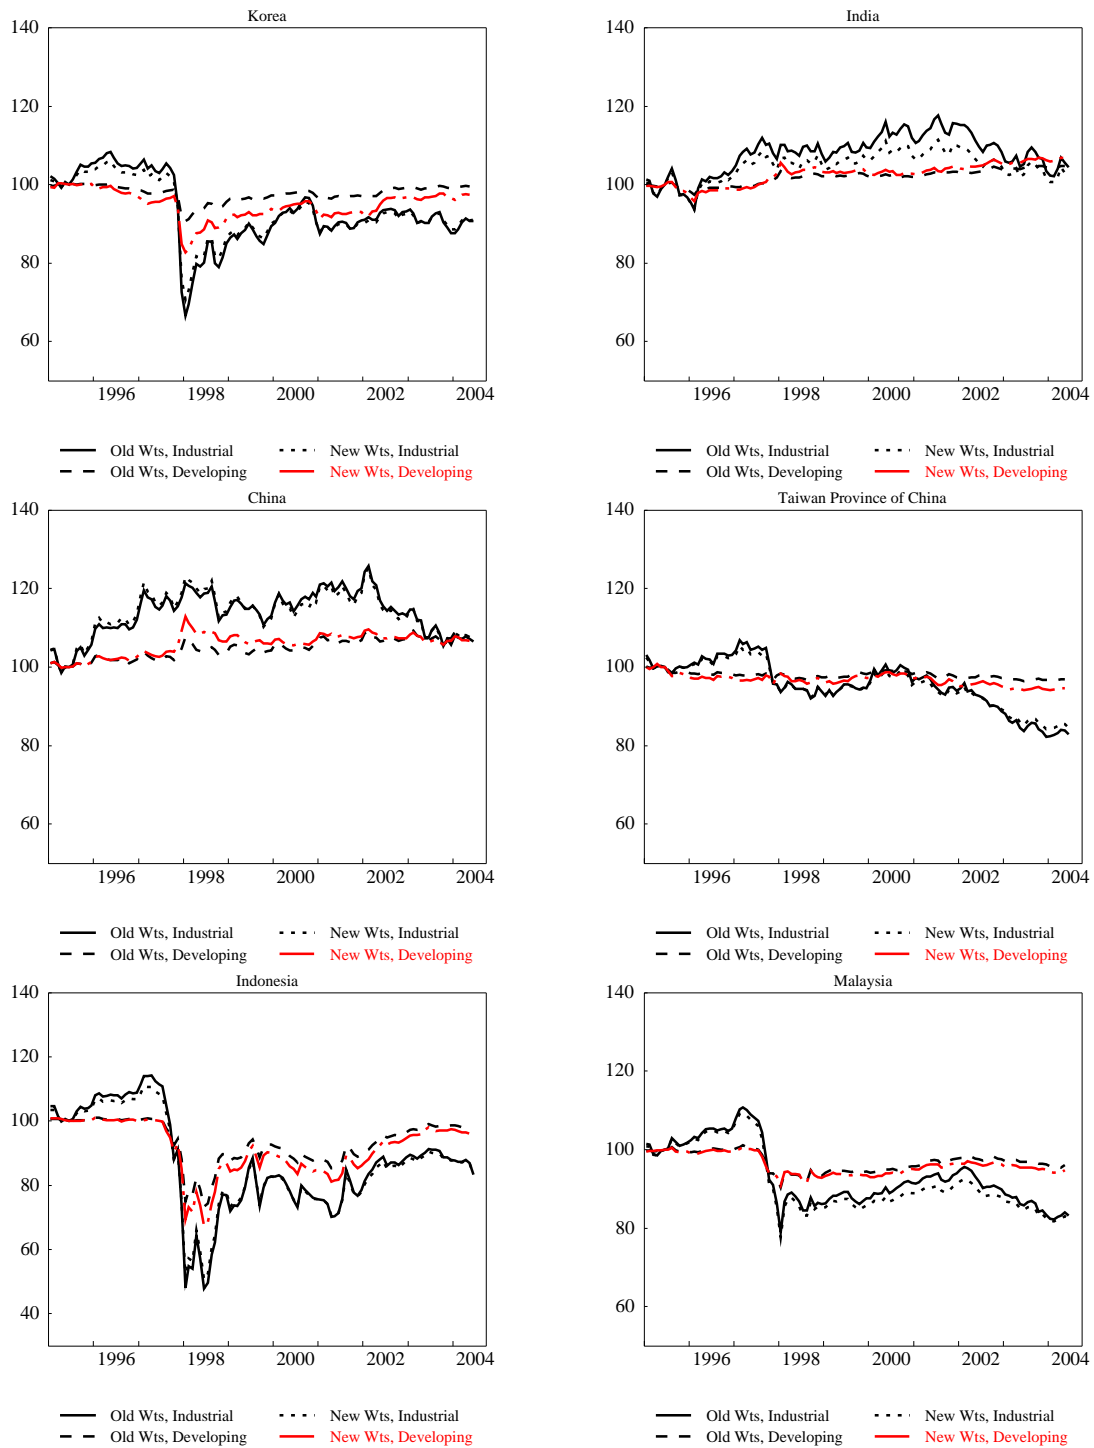 Korea
140
120
100
80
60
1996 1998 2000 2002 2004
Old Wts, Industrial New Wts, Industrial
Old Wts, Developing New Wts, Developing
India
140
120
100
80
60
1996 1998 2000 2002 2004
Old Wts, Industrial New Wts, Industrial
Old Wts, Developing New Wts, Developing
China
140
120
100
80
60
1996 1998 2000 2002 2004
Old Wts, Industrial New Wts, Industrial
Old Wts, Developing New Wts, Developing
Taiwan Province of China
140
120
100
80
60
1996 1998 2000 2002 2004
Old Wts, Industrial New Wts, Industrial
Old Wts, Developing New Wts, Developing
Indonesia
140
120
100
80
60
40
1996 1998 2000 2002 2004
Old Wts, Industrial New Wts, Industrial
Old Wts, Developing New Wts, Developing
Malaysia
140
120
100
80
60
1996 1998 2000 2002 2004
Old Wts, Industrial New Wts, Industrial
Old Wts, Developing New Wts, Developing